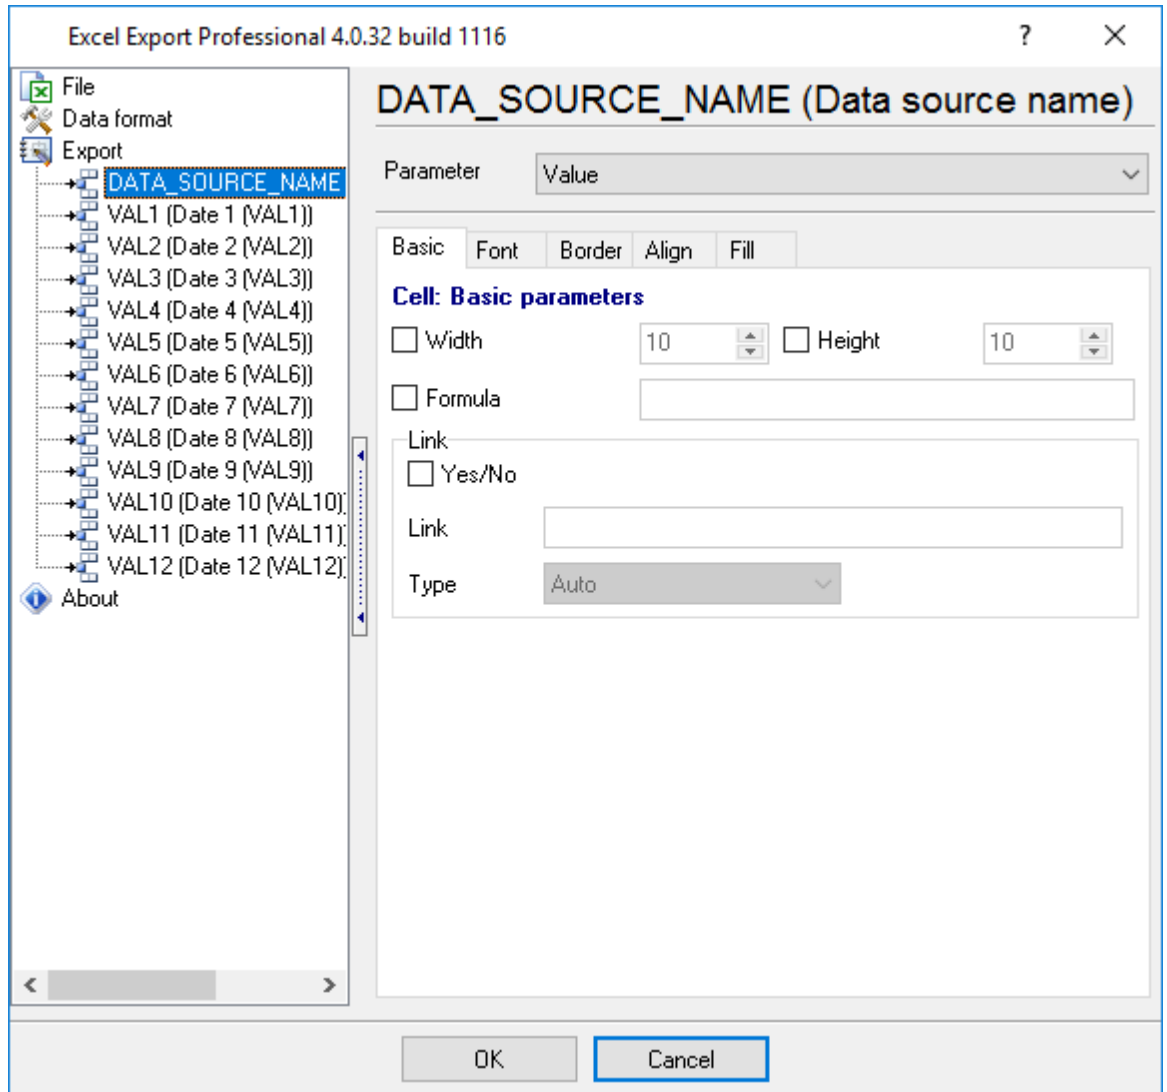 Excel Export Professional 4.0.32 build 1116
?
File
Data format
Export
DATA_SOURCE_NAME
VAL1 (Date 1 (VAL1))
VAL2 (Date 2 (VAL2))
VAL3 (Date 3 (VAL3))
VAL4 (Date 4 (VAL4))
VAL5 (Date 5 (VAL5))
VAL6 (Date 6 (VAL6))
VAL7 (Date 7 (VAL7))
VAL8 (Date 8 (VAL8))
VAL9 (Date 9 (VAL9))
VAL10 (Date 10 (VAL10))
VAL11 (Date 11 (VAL11)
VAL12 (Date 12 (VAL12))
About
DATA_SOURCE_NAME (Data source name)
Parameter Value
Basic Font Border Align Fill
Cell: Basic parameters
Width 10 Height 10
Formula
Link
Yes/No
Link
Type Auto
OK Cancel